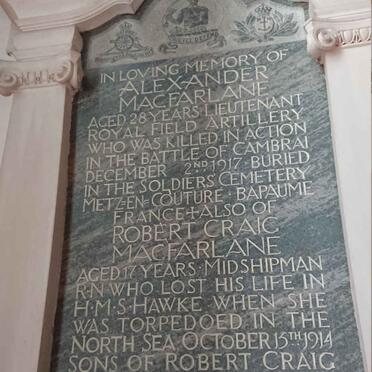 IN LOVING MEMORY OF
ALEXANDER
MACFARLANE
AGED 28 YEARS, LIEUTENANT
ROYAL FIELD ARTILLERY
WHO WAS KILLED IN ACTION
IN THE BATTLE OF CAMBRAI
DECEMBER 2ND 1917. BURIED
IN THE SOLDIERS CEMETERY
METZ-EN-COUTURE, BAPAUME
FRANCE + ALSO OF
ROBERT CRAIG
MACFARLANE
AGED 17 YEARS MIDSHIPMAN
R·N WHO LOST HIS LIFE IN
H·M·S·HAWKE WHEN SHE
WAS TORPEDOED IN THE
NORTH SEA OCTOBER 15TH 1914
SONS OF ROBERT CRAIG